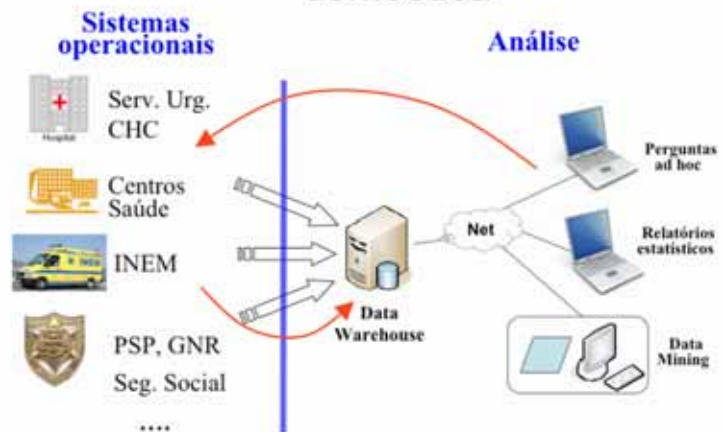 Sistemas
operacionais
Análise
Hospital
Serv. Urg.
CHC
Centros
Saúde
INEM
PSP, GNR
Seg. Social
....
Data
Warehouse
Net
Perguntas
ad hoc
Relatórios
estatísticos
Data
Mining